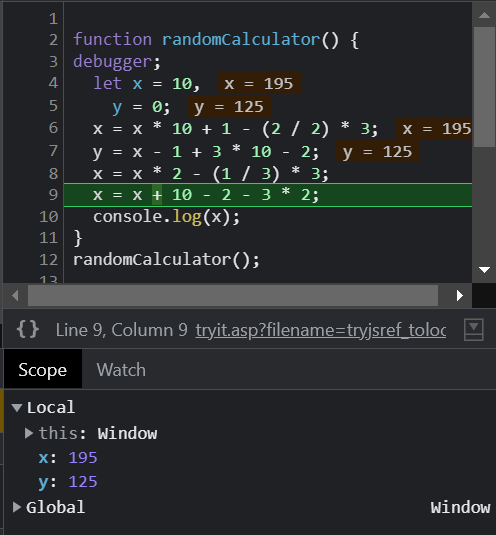 1
2 function randomCalculator() {
3 debugger;
4 let x = 10, x = 195
5 y = 0; y = 125
6 x = x * 10 + 1 - (2 / 2) * 3; x = 195
7 y = x - 1 + 3 * 10 - 2; y = 125
8 x = x * 2 - (1 / 3) * 3;
9 x = x + 10 - 2 - 3 * 2;
10 console.log(x);
11 }
12 randomCalculator();
13
{} Line 9, Column 9 tryit.asp?filename=tryjsref_toloc
Scope Watch
Local
this: Window
x: 195
y: 125
Global Window